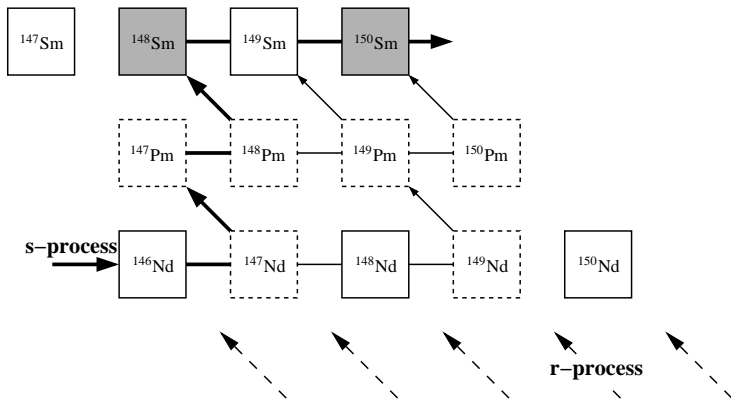 ¹⁴⁷Sm ¹⁴⁸Sm ¹⁴⁹Sm ¹⁵⁰Sm
¹⁴⁷Pm ¹⁴⁸Pm ¹⁴⁹Pm ¹⁵⁰Pm
s–process
¹⁴⁶Nd ¹⁴⁷Nd ¹⁴⁸Nd ¹⁴⁹Nd ¹⁵⁰Nd
r–process